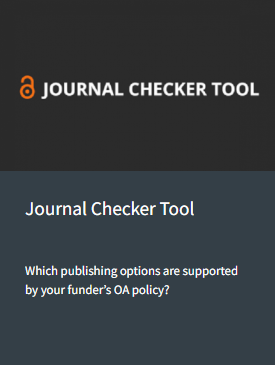 JOURNAL CHECKER TOOL
Journal Checker Tool
Which publishing options are supported
by your funder’s OA policy?